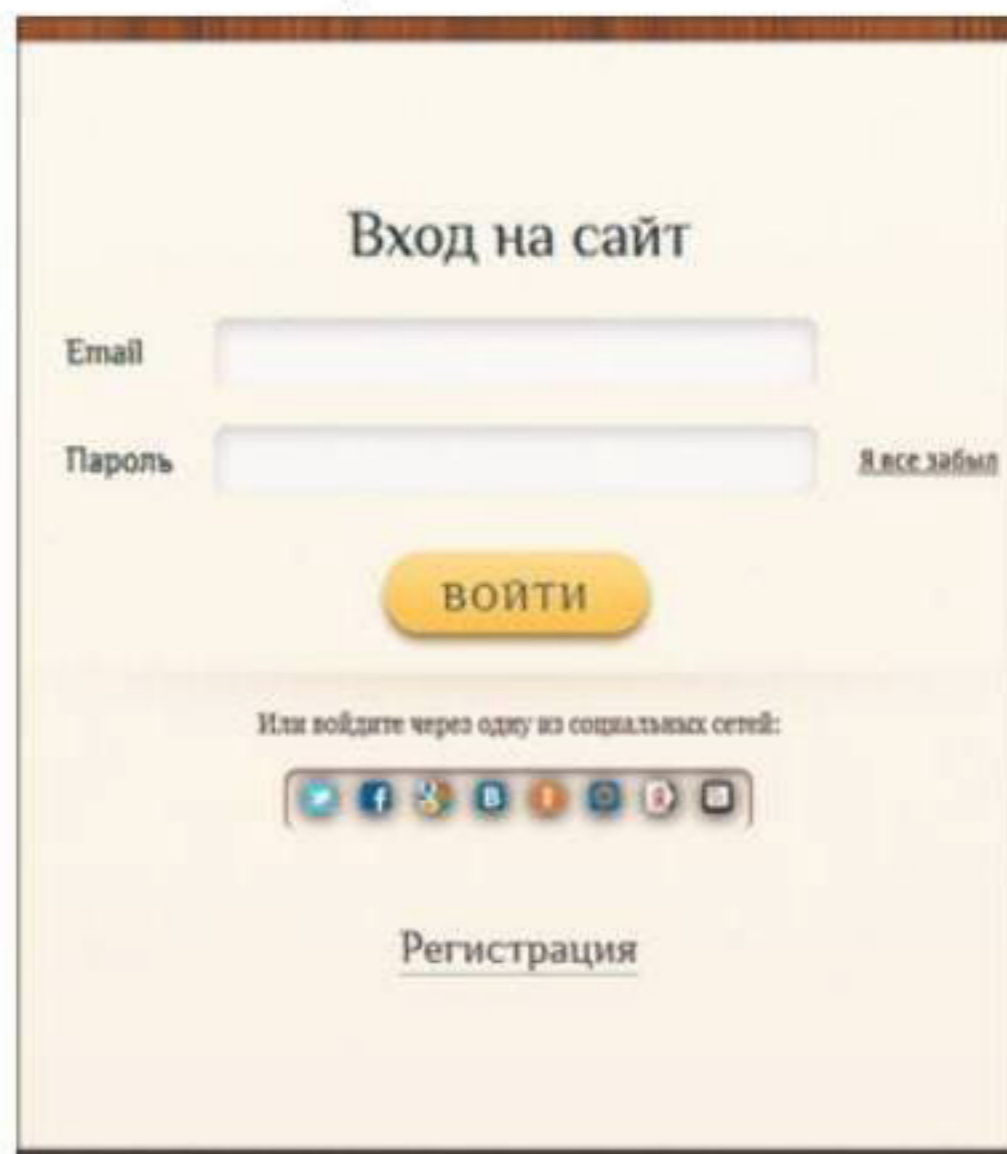 Вход на сайт
Email
Пароль Я все забыл
ВОЙТИ
Или войдите через одну из социальных сетей:
Регистрация